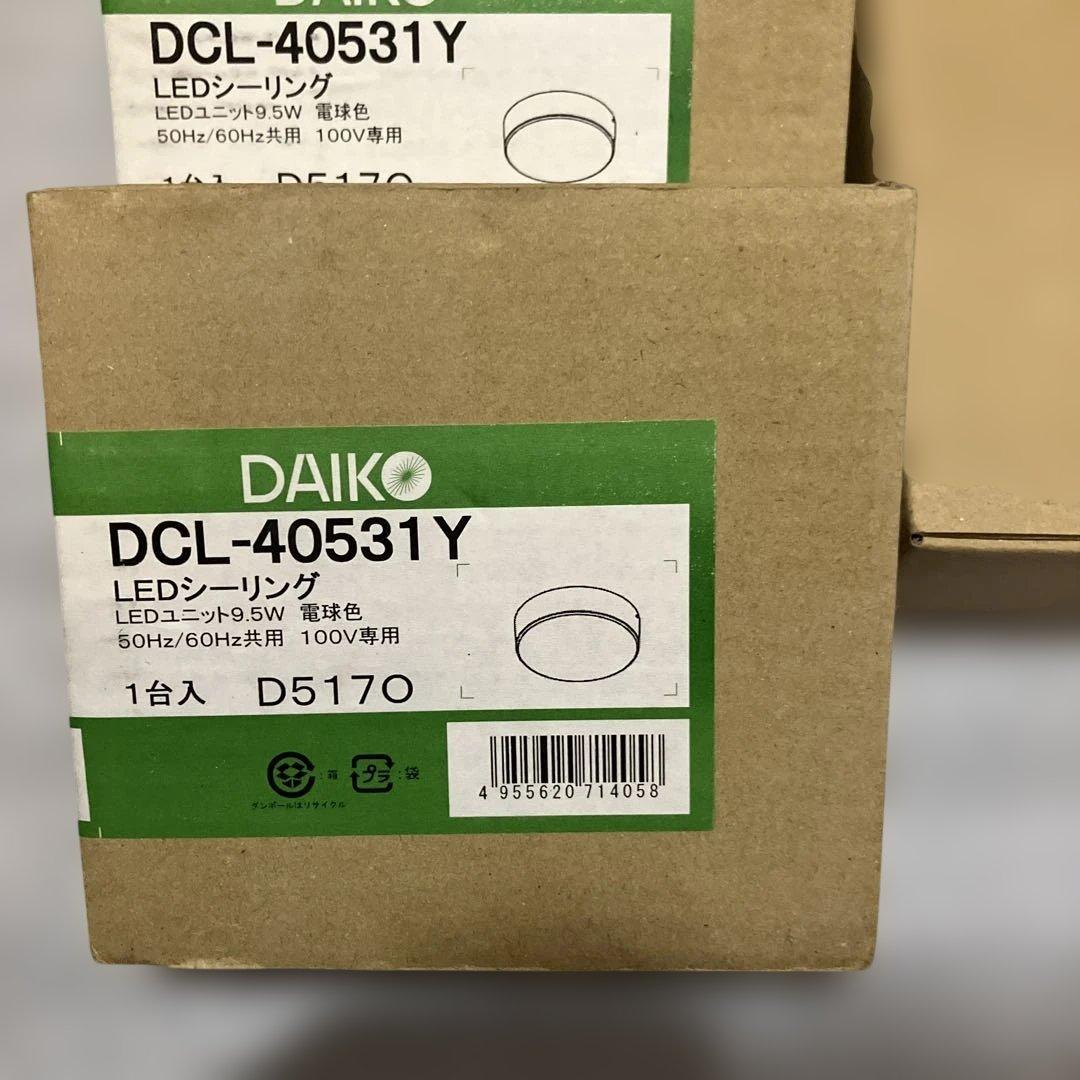 DAIKO
DCL-40531Y
LEDシーリング
LEDユニット9.5W 電球色
50Hz/60Hz共用 100V専用
1台入 D5170
DAIKO
DCL-40531Y
LEDシーリング
LEDユニット9.5W 電球色
50Hz/60Hz共用 100V専用
1台入 D517O
:箱 プラ:袋
ダンボールはリサイクル
4 955620 714058